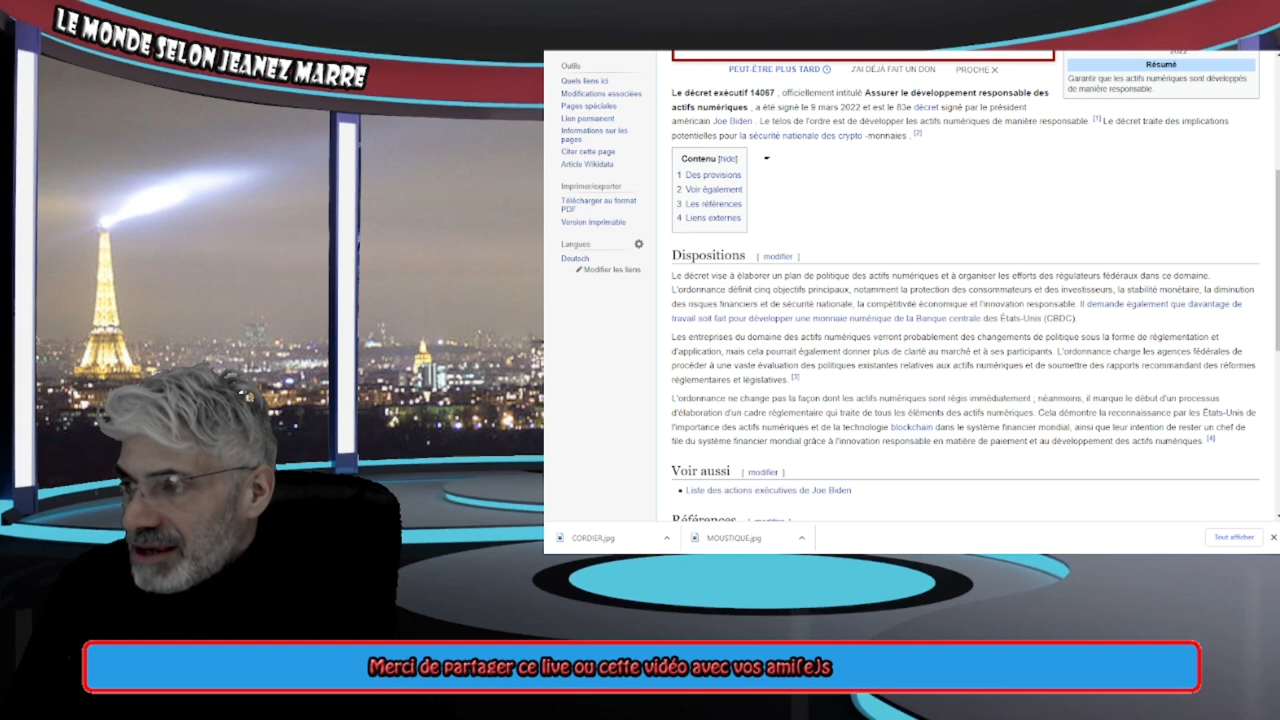 LE MONDE SELON JEANEZ MARRE
2022
Résumé
Garantir que les actifs numériques sont développés
de manière responsable.
Outils
Quels liens ici
Modifications associées
Pages spéciales
Lien permanent
Informations sur les
pages
Citer cette page
Article Wikidata
Imprimer/exporter
Télécharger au format
PDF
Version imprimable
Langues
Deutsch
Modifier les liens
PEUT-ÊTRE PLUS TARD J'AI DÉJÀ FAIT UN DON PROCHE
Le décret exécutif 14067 , officiellement intitulé Assurer le développement responsable des
actifs numériques , a été signé le 9 mars 2022 et est le 83e décret signé par le président
américain Joe Biden . Le telos de l'ordre est de développer les actifs numériques de manière responsable. [1] Le décret traite des implications
potentielles pour la sécurité nationale des crypto -monnaies . [2]
Contenu [hide]
1 Des provisions
2 Voir également
3 Les références
4 Liens externes
Dispositions [ modifier ]
Le décret vise à élaborer un plan de politique des actifs numériques et à organiser les efforts des régulateurs fédéraux dans ce domaine.
L'ordonnance définit cinq objectifs principaux, notamment la protection des consommateurs et des investisseurs, la stabilité monétaire, la diminution
des risques financiers et de sécurité nationale, la compétitivité économique et l'innovation responsable. Il demande également que davantage de
travail soit fait pour développer une monnaie numérique de la Banque centrale des États-Unis (CBDC).
Les entreprises du domaine des actifs numériques verront probablement des changements de politique sous la forme de réglementation et
d'application, mais cela pourrait également donner plus de clarté au marché et à ses participants. L'ordonnance charge les agences fédérales de
procéder à une vaste évaluation des politiques existantes relatives aux actifs numériques et de soumettre des rapports recommandant des réformes
réglementaires et législatives. [3]
L'ordonnance ne change pas la façon dont les actifs numériques sont régis immédiatement ; néanmoins, il marque le début d'un processus
d'élaboration d'un cadre réglementaire qui traite de tous les éléments des actifs numériques. Cela démontre la reconnaissance par les États-Unis de
l'importance des actifs numériques et de la technologie blockchain dans le système financier mondial, ainsi que leur intention de rester un chef de
file du système financier mondial grâce à l'innovation responsable en matière de paiement et au développement des actifs numériques. [4]
Voir aussi [ modifier ]
Liste des actions exécutives de Joe Biden
Références [ modifier ]
CORDIER.jpg
MOUSTIQUE.jpg
Tout afficher
Merci de partager ce live ou cette vidéo avec vos ami(e)s